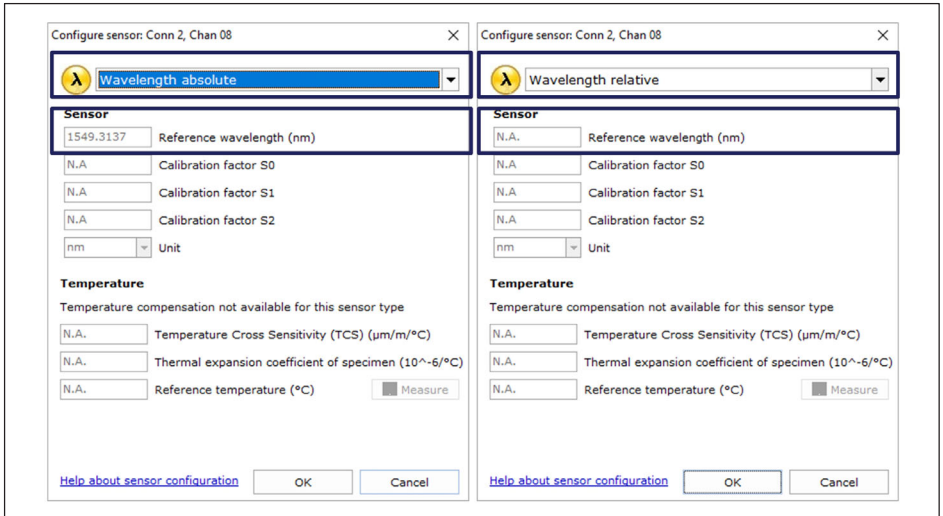 Configure sensor: Conn 2, Chan 08
λ Wavelength absolute
Sensor
1549.3137 Reference wavelength (nm)
N.A Calibration factor S0
N.A Calibration factor S1
N.A Calibration factor S2
nm Unit
Temperature
Temperature compensation not available for this sensor type
N.A. Temperature Cross Sensitivity (TCS) (µm/m/°C)
N.A. Thermal expansion coefficient of specimen (10^-6/°C)
N.A. Reference temperature (°C) Measure
Help about sensor configuration OK Cancel
Configure sensor: Conn 2, Chan 08
λ Wavelength relative
Sensor
N.A. Reference wavelength (nm)
N.A Calibration factor S0
N.A Calibration factor S1
N.A Calibration factor S2
nm Unit
Temperature
Temperature compensation not available for this sensor type
N.A. Temperature Cross Sensitivity (TCS) (µm/m/°C)
N.A. Thermal expansion coefficient of specimen (10^-6/°C)
N.A. Reference temperature (°C) Measure
Help about sensor configuration OK Cancel